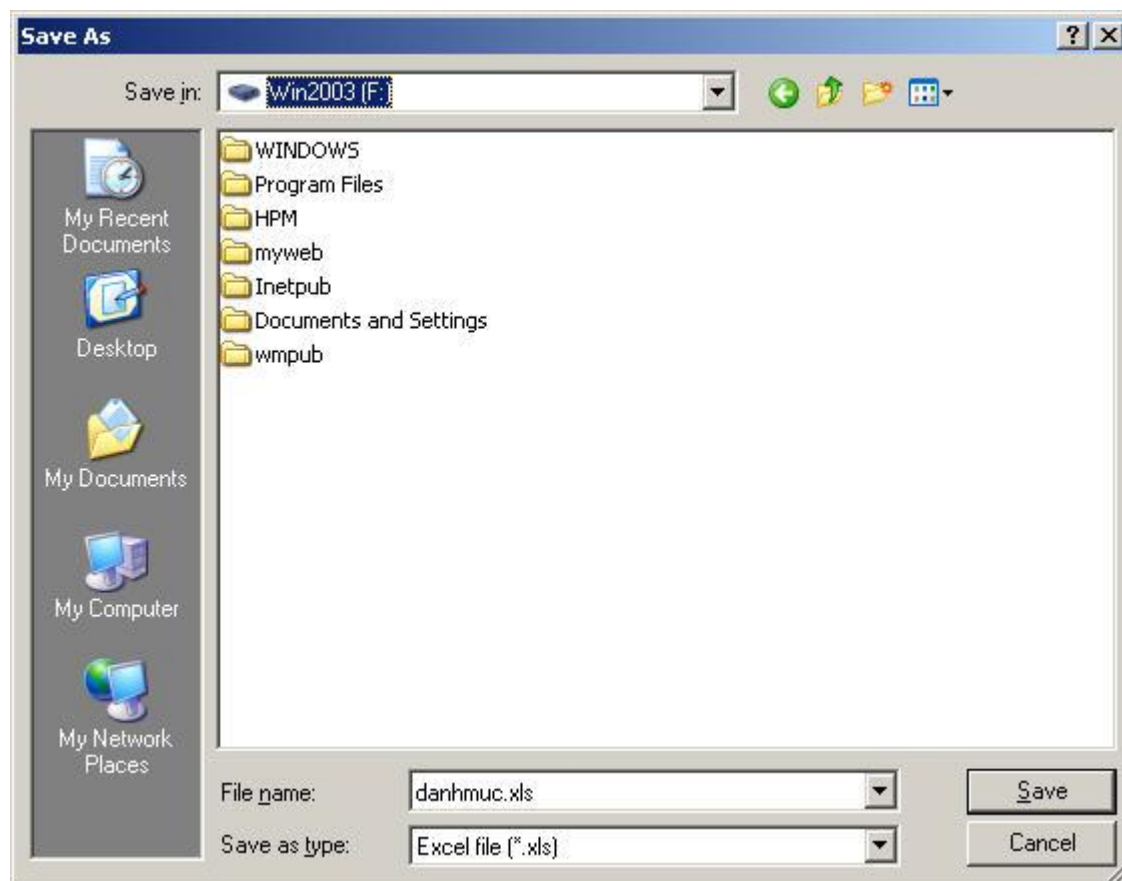 Save As
Save in:
Win2003 (F:)
My Recent
Documents
Desktop
My Documents
My Computer
My Network
Places
WINDOWS
Program Files
HPM
myweb
Inetpub
Documents and Settings
wmpub
File name:
danhmuc.xls
Save
Save as type:
Excel file (*.xls)
Cancel